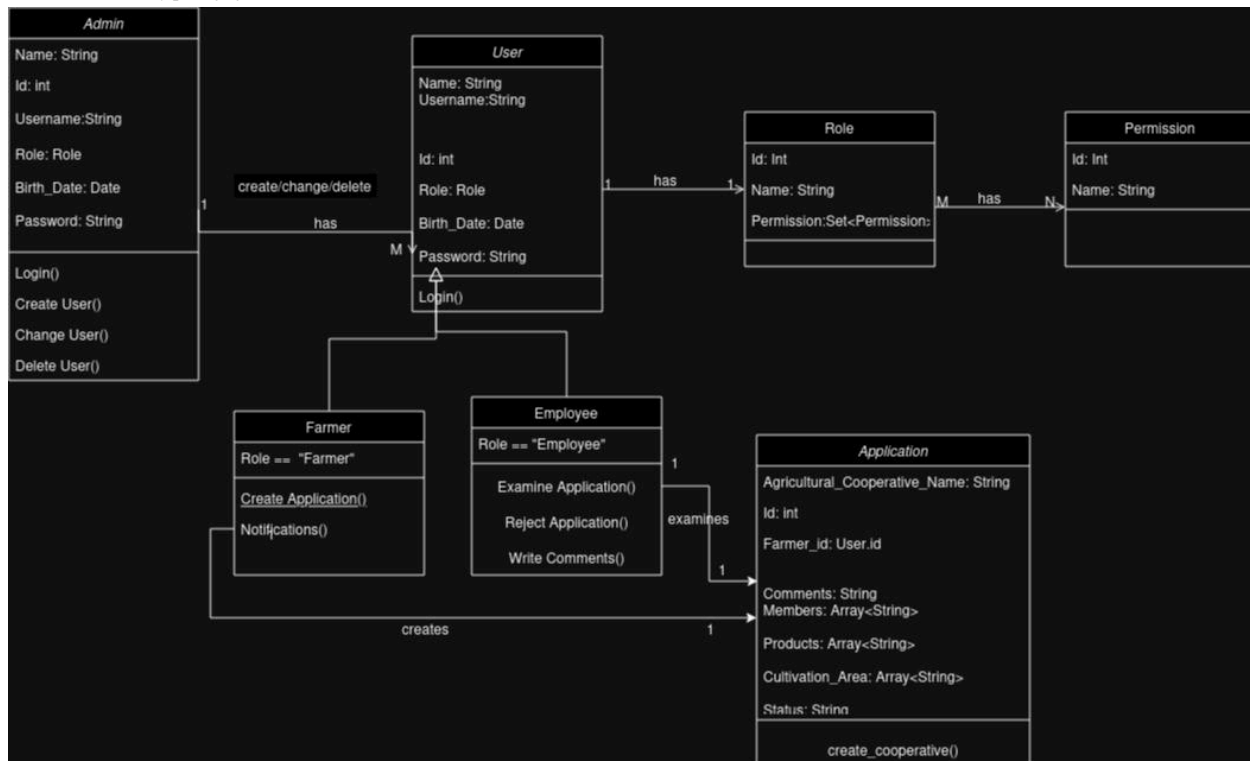 Admin
Name: String
Id: int
Username:String
Role: Role
Birth_Date: Date
Password: String
Login()
Create User()
Change User()
Delete User()
create/change/delete
1
has
M
User
Name: String
Username:String
Id: int
Role: Role
Birth_Date: Date
Password: String
Login()
1
has
1
Role
Id: Int
Name: String
Permission:Set<Permission>
M
has
N
Permission
Id: Int
Name: String
Farmer
Role == "Farmer"
Create Application()
Notifications()
Employee
Role == "Employee"
Examine Application()
Reject Application()
Write Comments()
1
examines
1
creates
1
Application
Agricultural_Cooperative_Name: String
Id: int
Farmer_id: User.id
Comments: String
Members: Array<String>
Products: Array<String>
Cultivation_Area: Array<String>
Status: String
create_cooperative()